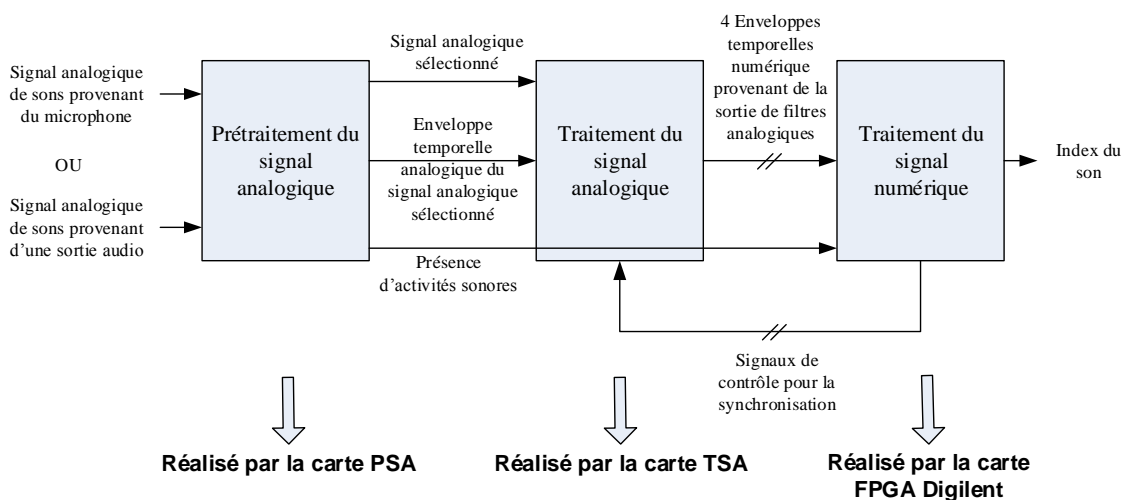 Signal analogique
de sons provenant
du microphone
OU
Signal analogique
de sons provenant
d'une sortie audio
Prétraitement du
signal
analogique
Signal analogique
sélectionné
Enveloppe
temporelle
analogique du
signal analogique
sélectionné
Présence
d'activités sonores
Traitement du
signal
analogique
4 Enveloppes
temporelles
numérique
provenant de la
sortie de filtres
analogiques
Traitement du
signal
numérique
Index du
son
Signaux de
contrôle pour la
synchronisation
Réalisé par la carte PSA
Réalisé par la carte TSA
Réalisé par la carte
FPGA Digilent